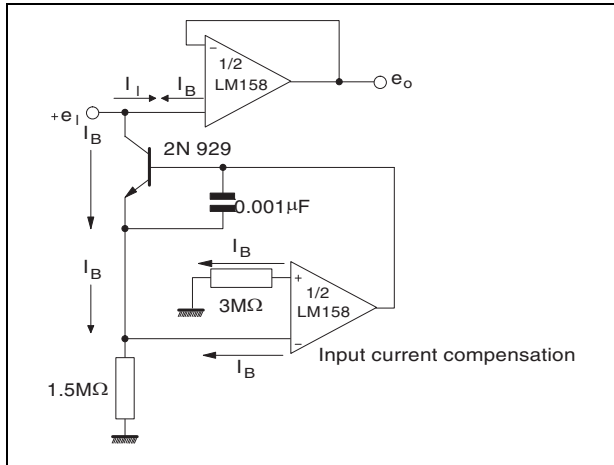 −
1/2
LM158
e o
I I
I B
+e I
I B
2N 929
0.001µF
I B
I B
+
1/2
LM158
3MΩ
−
I B
Input current compensation
1.5MΩ